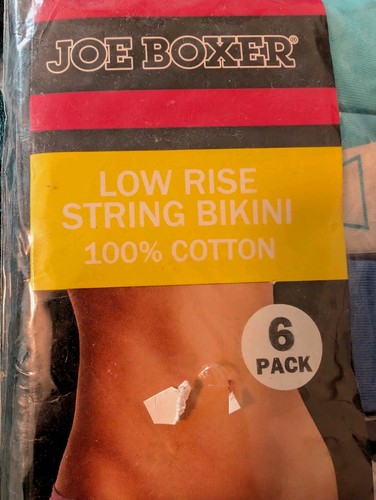 JOE BOXER®
LOW RISE
STRING BIKINI
100% COTTON
6
PACK